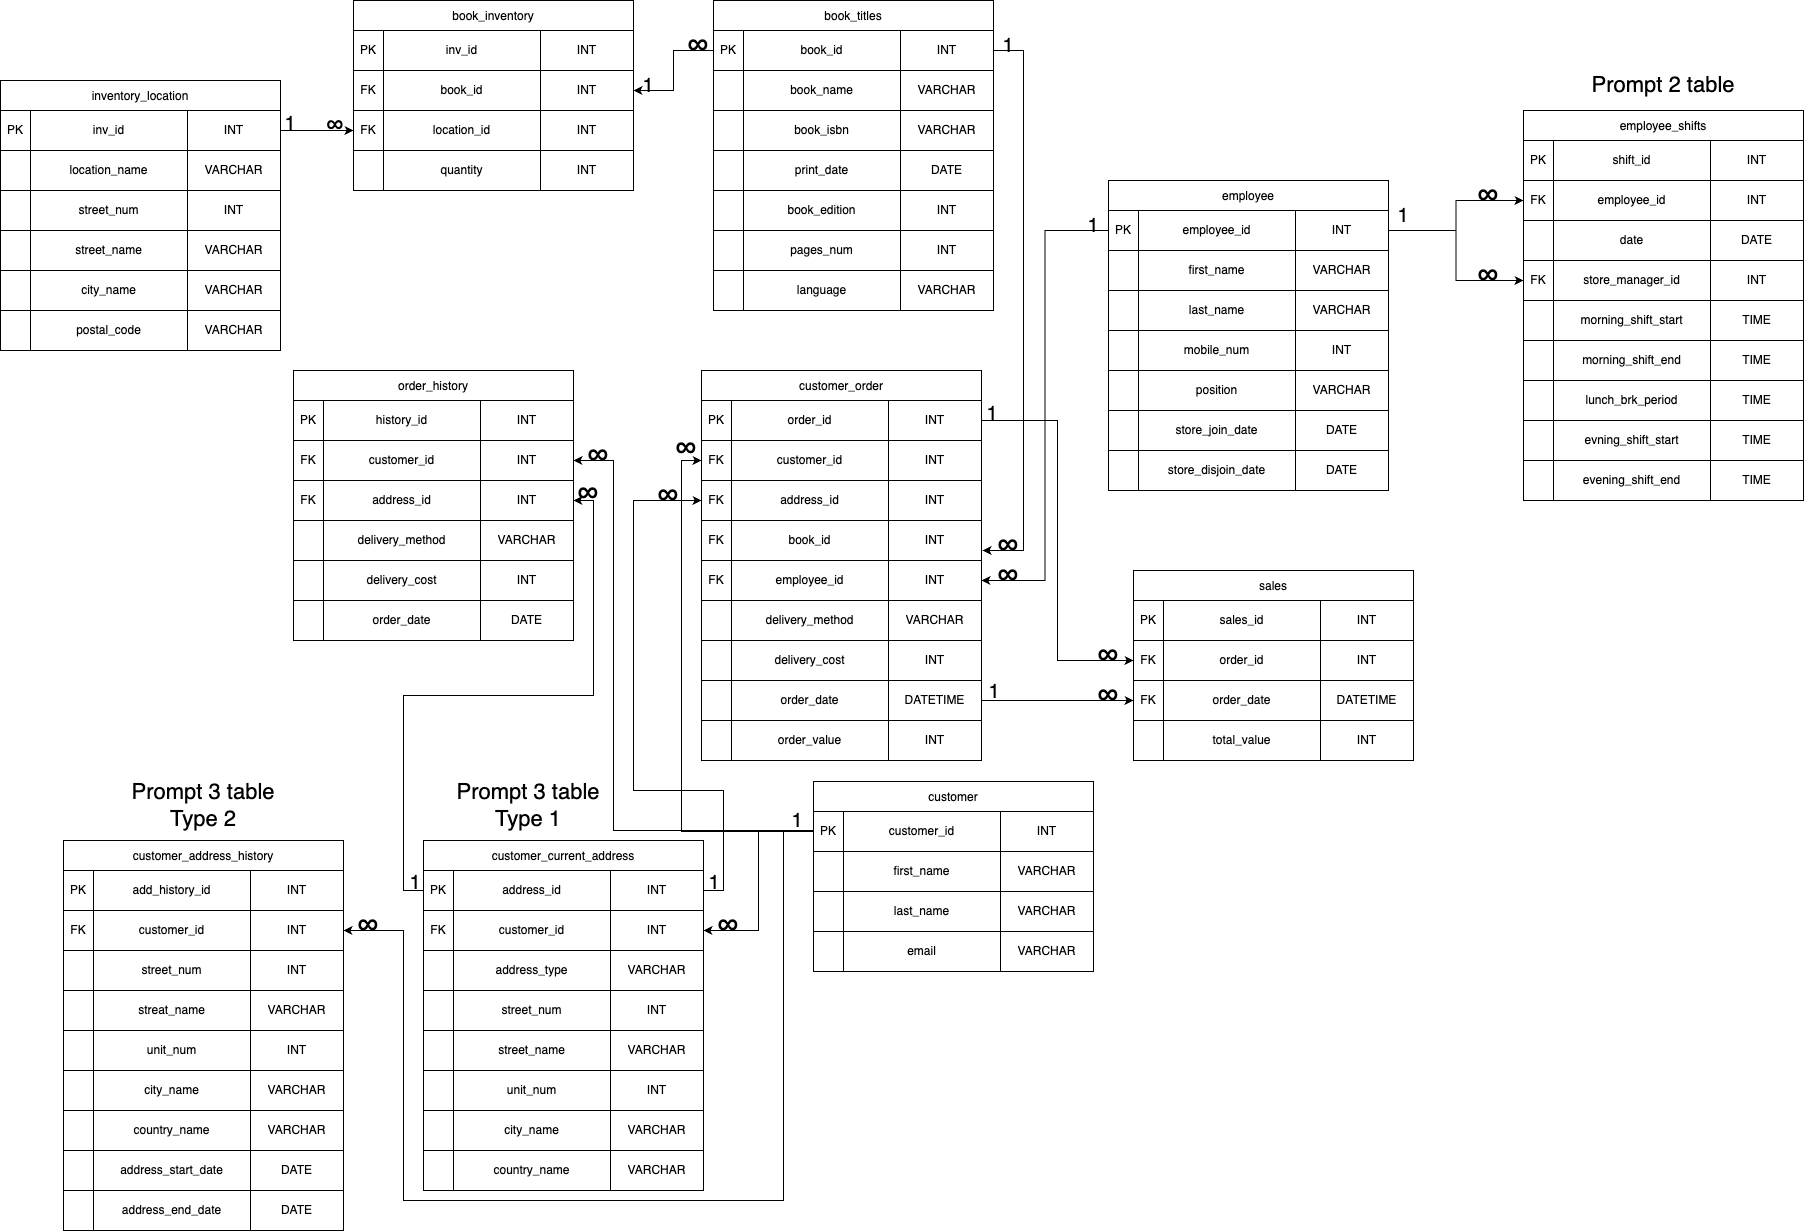 book_inventory
PK inv_id INT
FK book_id INT
FK location_id INT
quantity INT
book_titles
PK book_id INT
book_name VARCHAR
book_isbn VARCHAR
print_date DATE
book_edition INT
pages_num INT
language VARCHAR
inventory_location
PK inv_id INT
location_name VARCHAR
street_num INT
street_name VARCHAR
city_name VARCHAR
postal_code VARCHAR
1 ∞
∞ 1
1 ∞
Prompt 2 table
employee_shifts
PK shift_id INT
FK employee_id INT
date DATE
FK store_manager_id INT
morning_shift_start TIME
morning_shift_end TIME
lunch_brk_period TIME
evning_shift_start TIME
evening_shift_end TIME
employee
PK employee_id INT
first_name VARCHAR
last_name VARCHAR
mobile_num INT
position VARCHAR
store_join_date DATE
store_disjoin_date DATE
1 ∞ ∞
1 ∞
order_history
PK history_id INT
FK customer_id INT
FK address_id INT
delivery_method VARCHAR
delivery_cost INT
order_date DATE
∞
∞
customer_order
PK order_id INT
FK customer_id INT
FK address_id INT
FK book_id INT
FK employee_id INT
delivery_method VARCHAR
delivery_cost INT
order_date DATETIME
order_value INT
∞
∞
1 ∞
1 ∞
sales
PK sales_id INT
FK order_id INT
FK order_date DATETIME
total_value INT
Prompt 3 table
Type 2
customer_address_history
PK add_history_id INT
FK customer_id INT
street_num INT
streat_name VARCHAR
unit_num INT
city_name VARCHAR
country_name VARCHAR
address_start_date DATE
address_end_date DATE
∞
Prompt 3 table
Type 1
customer_current_address
1 PK address_id INT 1
FK customer_id INT ∞
address_type VARCHAR
street_num INT
street_name VARCHAR
unit_num INT
city_name VARCHAR
country_name VARCHAR
customer
1 PK customer_id INT
first_name VARCHAR
last_name VARCHAR
email VARCHAR